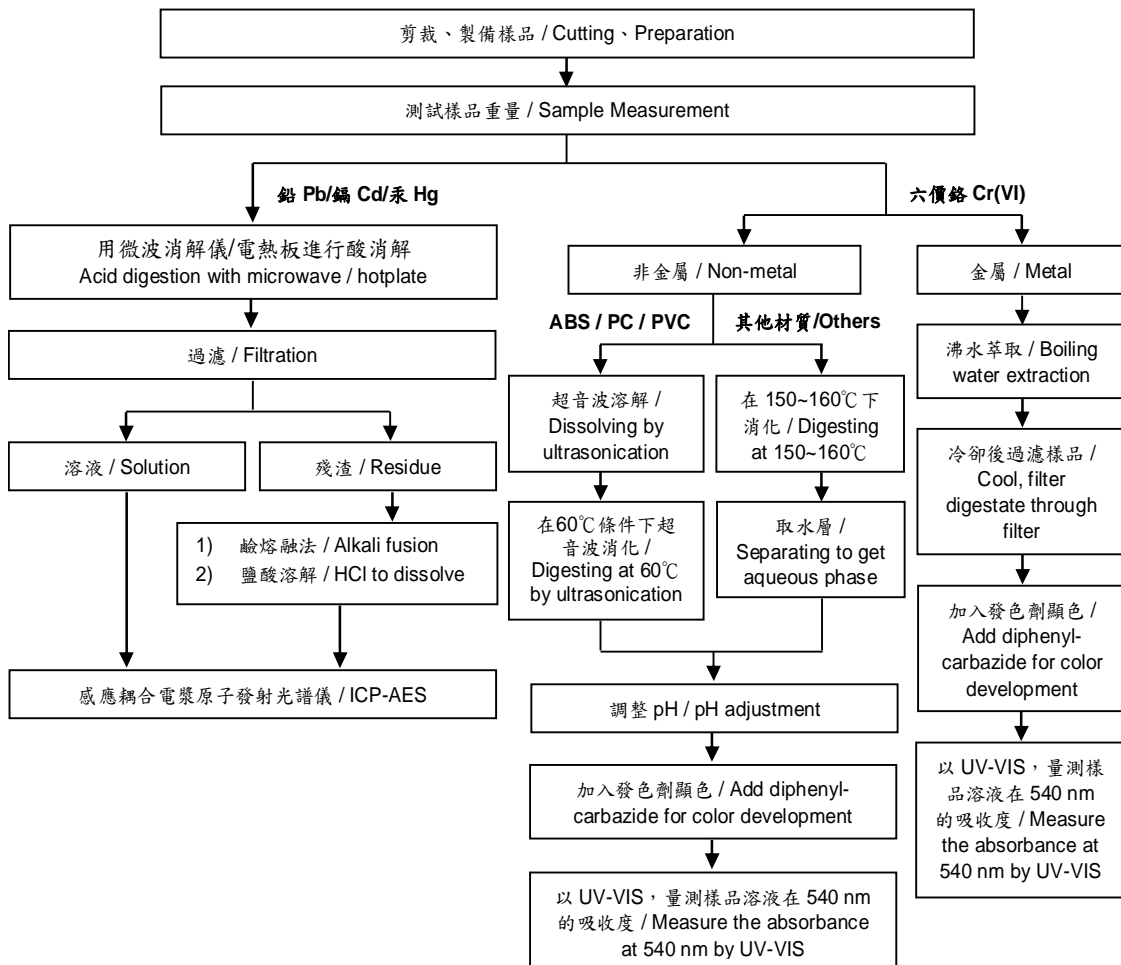 剪裁、製備樣品 / Cutting、Preparation
測試樣品重量 / Sample Measurement
鉛 Pb/鎘 Cd/汞 Hg
用微波消解儀/電熱板進行酸消解
Acid digestion with microwave / hotplate
過濾 / Filtration
溶液 / Solution
殘渣 / Residue
1) 鹼熔融法 / Alkali fusion
2) 鹽酸溶解 / HCl to dissolve
感應耦合電漿原子發射光譜儀 / ICP-AES
六價鉻 Cr(VI)
非金屬 / Non-metal
ABS / PC / PVC
超音波溶解 /
Dissolving by
ultrasonication
在60℃條件下超
音波消化 /
Digesting at 60℃
by ultrasonication
其他材質/Others
在 150~160℃下
消化 / Digesting
at 150~160℃
取水層 /
Separating to get
aqueous phase
調整 pH / pH adjustment
加入發色劑顯色 / Add diphenyl-
carbazide for color development
以 UV-VIS，量測樣品溶液在 540 nm
的吸收度 / Measure the absorbance
at 540 nm by UV-VIS
金屬 / Metal
沸水萃取 / Boiling
water extraction
冷卻後過濾樣品 /
Cool, filter
digestate through
filter
加入發色劑顯色 /
Add diphenyl-
carbazide for color
development
以 UV-VIS，量測樣
品溶液在 540 nm
的吸收度 / Measure
the absorbance at
540 nm by UV-VIS